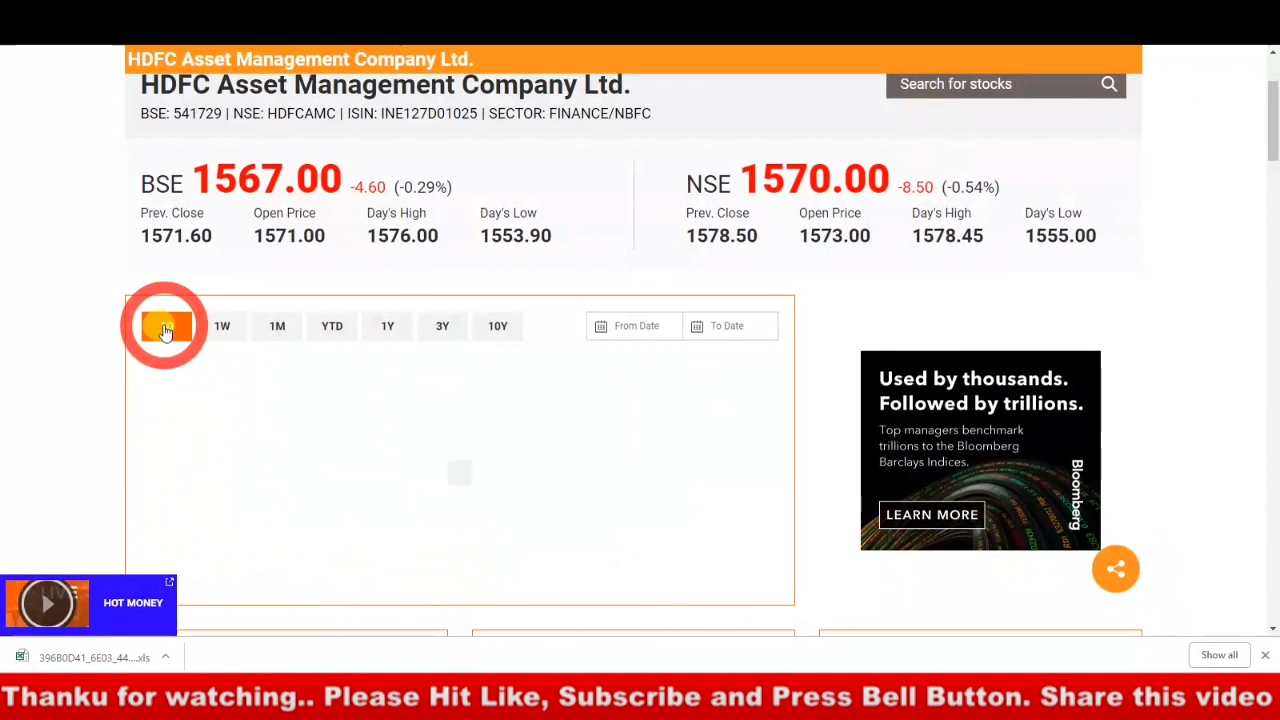 HDFC Asset Management Company Ltd.
HDFC Asset Management Company Ltd.
Search for stocks
BSE: 541729 | NSE: HDFCAMC | ISIN: INE127D01025 | SECTOR: FINANCE/NBFC
BSE 1567.00 -4.60 (-0.29%)
Prev. Close Open Price Day's High Day's Low
1571.60 1571.00 1576.00 1553.90
NSE 1570.00 -8.50 (-0.54%)
Prev. Close Open Price Day's High Day's Low
1578.50 1573.00 1578.45 1555.00
1W 1M YTD 1Y 3Y 10Y From Date To Date
Used by thousands.
Followed by trillions.
Top managers benchmark
trillions to the Bloomberg
Barclays Indices.
LEARN MORE
Bloomberg
HOT MONEY
396B0D41_6E03_44....xls
Show all
Thanku for watching.. Please Hit Like, Subscribe and Press Bell Button. Share this video